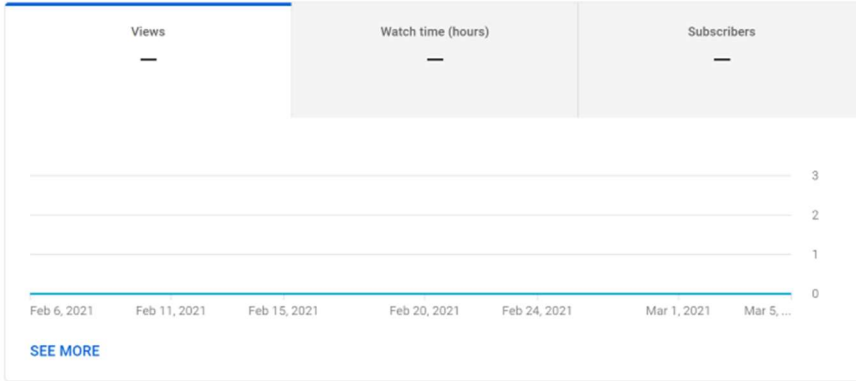 Views
Watch time (hours)
Subscribers
—
—
—
3
2
1
0
Feb 6, 2021
Feb 11, 2021
Feb 15, 2021
Feb 20, 2021
Feb 24, 2021
Mar 1, 2021
Mar 5, ...
SEE MORE